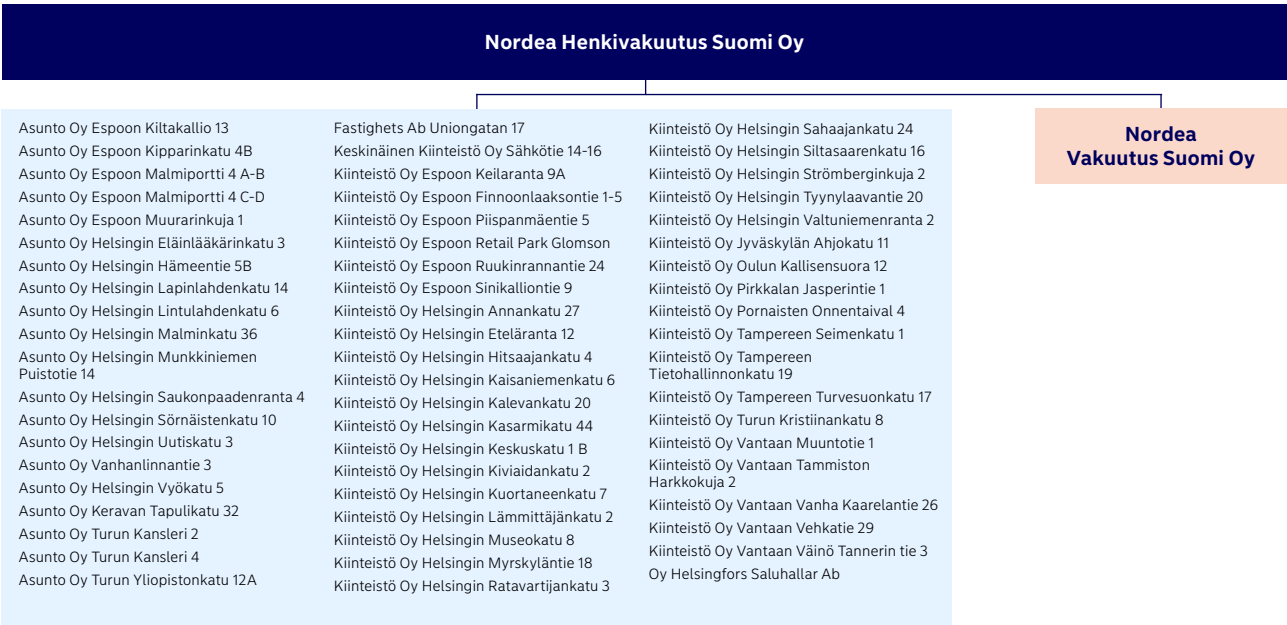 Nordea Henkivakuutus Suomi Oy
Asunto Oy Espoon Kiltakallio 13
Asunto Oy Espoon Kipparinkatu 4B
Asunto Oy Espoon Malmiportti 4 A-B
Asunto Oy Espoon Malmiportti 4 C-D
Asunto Oy Espoon Muurarinkuja 1
Asunto Oy Helsingin Eläinlääkärinkatu 3
Asunto Oy Helsingin Hämeentie 5B
Asunto Oy Helsingin Lapinlahdenkatu 14
Asunto Oy Helsingin Lintulahdenkatu 6
Asunto Oy Helsingin Malminkatu 36
Asunto Oy Helsingin Munkkiniemen
Puistotie 14
Asunto Oy Helsingin Saukonpaadenranta 4
Asunto Oy Helsingin Sörnäistenkatu 10
Asunto Oy Helsingin Uutiskatu 3
Asunto Oy Vanhanlinnantie 3
Asunto Oy Helsingin Vyökatu 5
Asunto Oy Keravan Tapulikatu 32
Asunto Oy Turun Kansleri 2
Asunto Oy Turun Kansleri 4
Asunto Oy Turun Yliopistonkatu 12A
Fastighets Ab Uniongatan 17
Keskinäinen Kiinteistö Oy Sähkötie 14-16
Kiinteistö Oy Espoon Keilaranta 9A
Kiinteistö Oy Espoon Finnoonlaaksontie 1-5
Kiinteistö Oy Espoon Piispanmäentie 5
Kiinteistö Oy Espoon Retail Park Glomson
Kiinteistö Oy Espoon Ruukinrannantie 24
Kiinteistö Oy Espoon Sinikalliontie 9
Kiinteistö Oy Helsingin Annankatu 27
Kiinteistö Oy Helsingin Eteläranta 12
Kiinteistö Oy Helsingin Hitsaajankatu 4
Kiinteistö Oy Helsingin Kaisaniemenkatu 6
Kiinteistö Oy Helsingin Kalevankatu 20
Kiinteistö Oy Helsingin Kasarmikatu 44
Kiinteistö Oy Helsingin Keskuskatu 1 B
Kiinteistö Oy Helsingin Kiviaidankatu 2
Kiinteistö Oy Helsingin Kuortaneenkatu 7
Kiinteistö Oy Helsingin Lämmittäjänkatu 2
Kiinteistö Oy Helsingin Museokatu 8
Kiinteistö Oy Helsingin Myrskyläntie 18
Kiinteistö Oy Helsingin Ratavartijankatu 3
Kiinteistö Oy Helsingin Sahaajankatu 24
Kiinteistö Oy Helsingin Siltasaarenkatu 16
Kiinteistö Oy Helsingin Strömberginkuja 2
Kiinteistö Oy Helsingin Tyynylaavantie 20
Kiinteistö Oy Helsingin Valtuniemenranta 2
Kiinteistö Oy Jyväskylän Ahjokatu 11
Kiinteistö Oy Oulun Kallisensuora 12
Kiinteistö Oy Pirkkalan Jasperintie 1
Kiinteistö Oy Pornaisten Onnentaival 4
Kiinteistö Oy Tampereen Seimenkatu 1
Kiinteistö Oy Tampereen
Tietohallinnonkatu 19
Kiinteistö Oy Tampereen Turvesuonkatu 17
Kiinteistö Oy Turun Kristiinankatu 8
Kiinteistö Oy Vantaan Muuntotie 1
Kiinteistö Oy Vantaan Tammiston
Harkkokuja 2
Kiinteistö Oy Vantaan Vanha Kaarelantie 26
Kiinteistö Oy Vantaan Vehkatie 29
Kiinteistö Oy Vantaan Väinö Tannerin tie 3
Oy Helsingfors Saluhallar Ab
Nordea
Vakuutus Suomi Oy